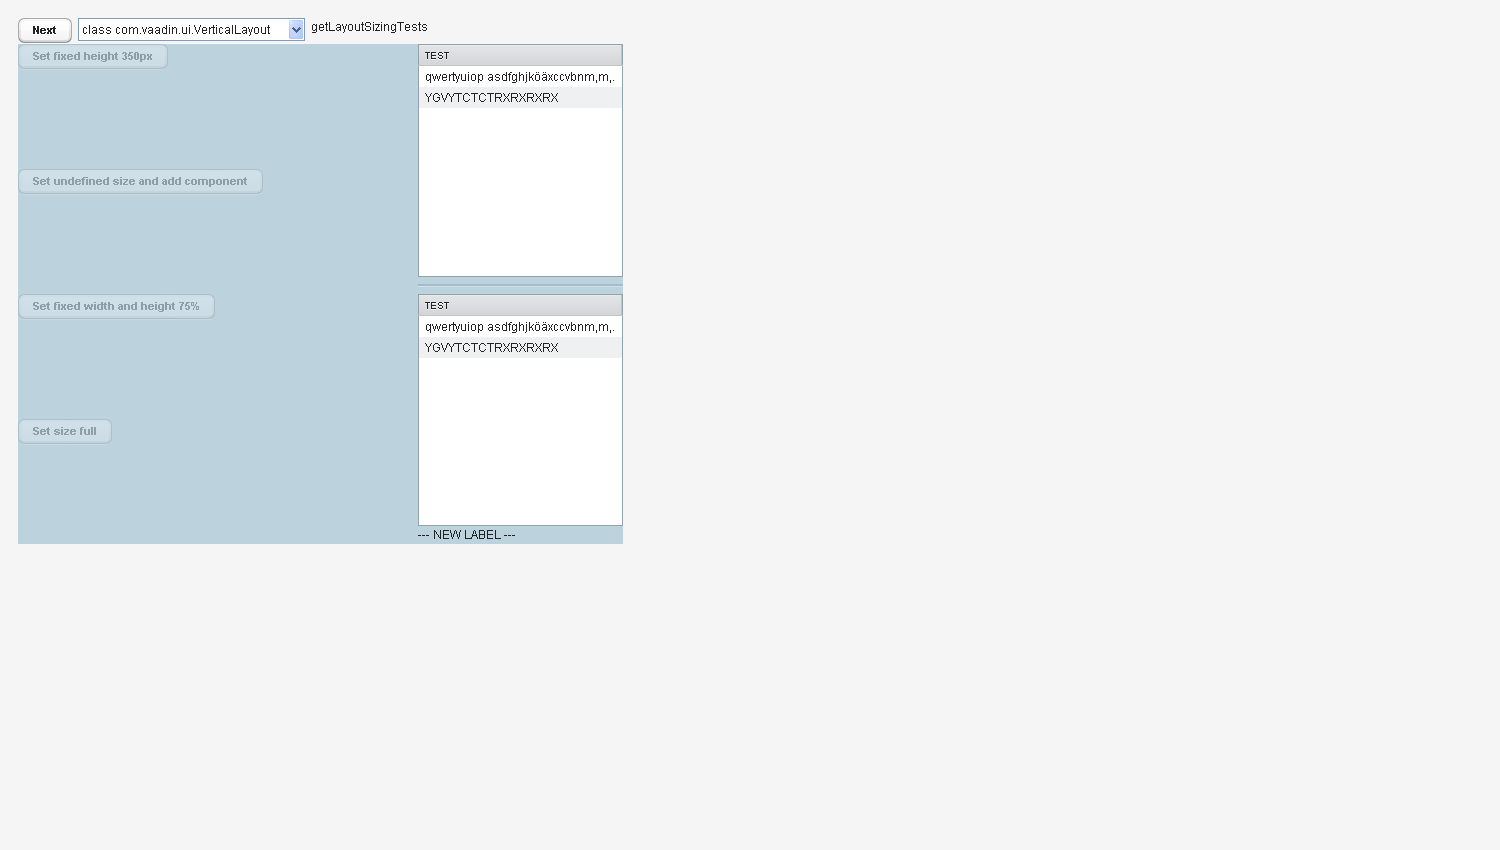 Next
class com.vaadin.ui.VerticalLayout
getLayoutSizingTests
Set fixed height 350px
Set undefined size and add component
Set fixed width and height 75%
Set size full
TEST
qwertyuiop asdfghjköäxccvbnm,m,.
YGVYTCTCTRXRXRXRX
TEST
qwertyuiop asdfghjköäxccvbnm,m,.
YGVYTCTCTRXRXRXRX
--- NEW LABEL ---